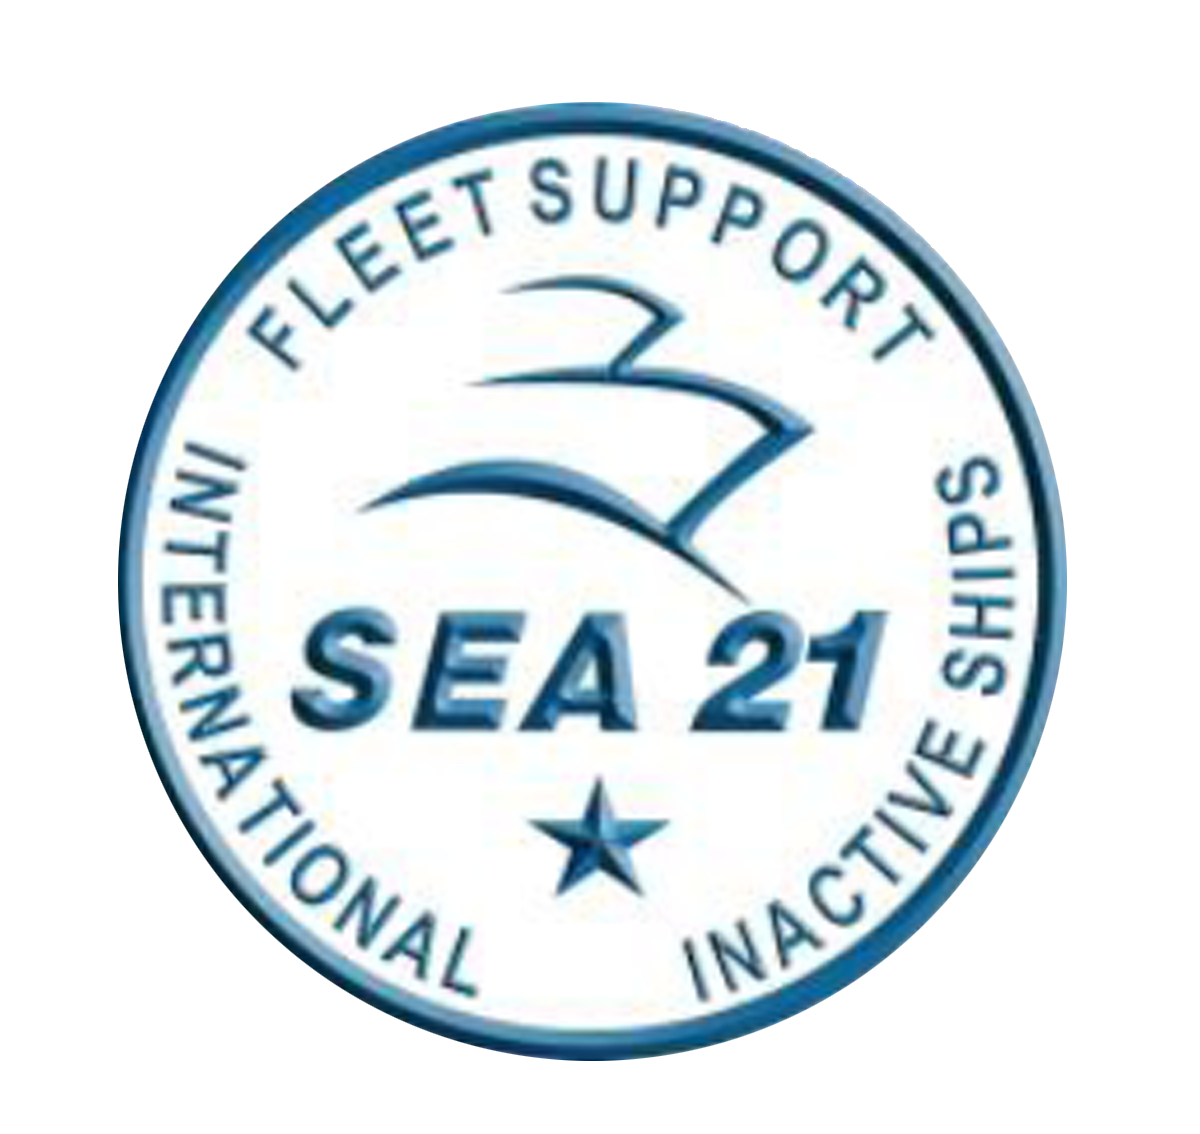 FLEET SUPPORT
INTERNATIONAL
INACTIVE SHIPS
SEA 21